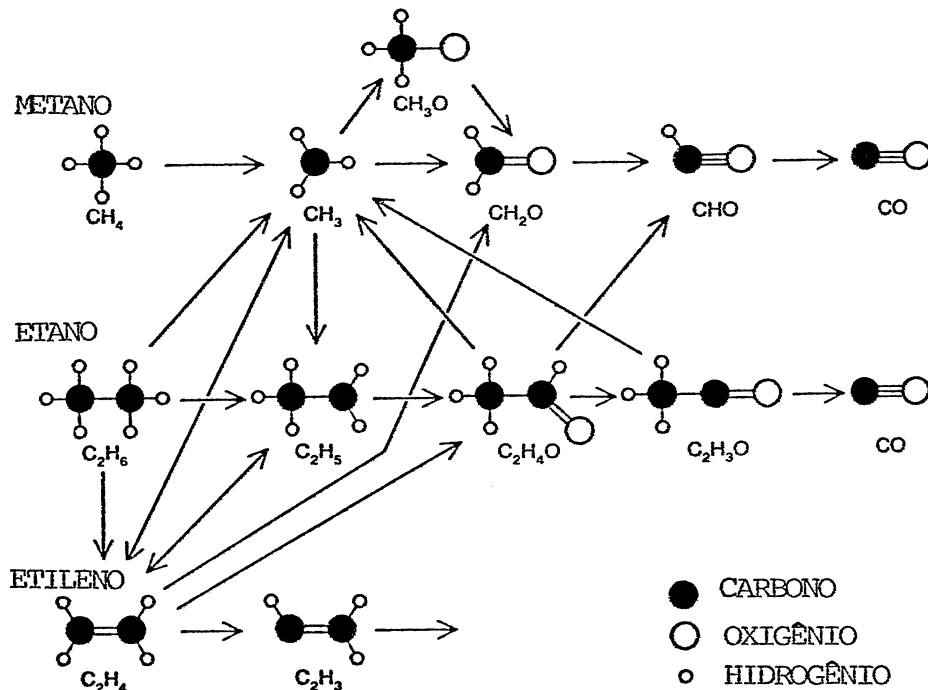 CH₃O
METANO
CH₄
CH₃
CH₂O
CHO
CO
ETANO
C₂H₆
C₂H₅
C₂H₄O
C₂H₃O
CO
ETILENO
C₂H₄
C₂H₃
CARBONO
OXIGÊNIO
HIDROGÊNIO